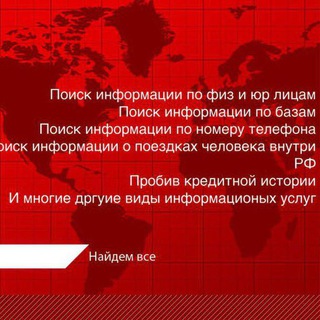 Поиск информации по физ и юр лицам
Поиск информации по базам
Поиск информации по номеру телефона
оиск информации о поездках человека внутри
РФ
Пробив кредитной истории
И многие дргуие виды информационых услуг
Найдем все